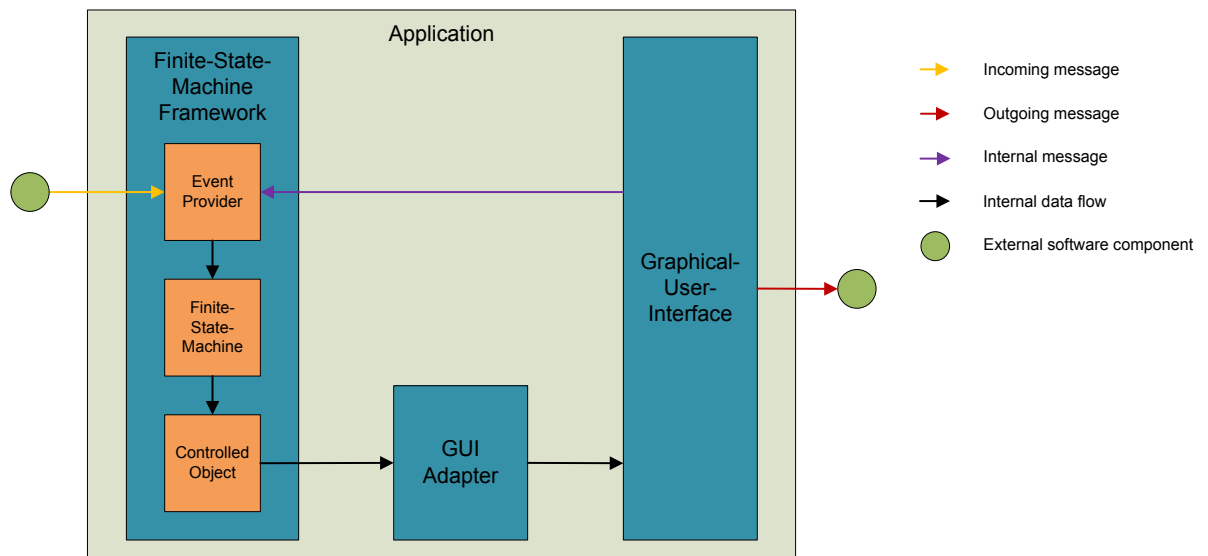 Application
Finite-State-
Machine
Framework
Event
Provider
Finite-
State-
Machine
Controlled
Object
GUI
Adapter
Graphical-
User-
Interface
Incoming message
Outgoing message
Internal message
Internal data flow
External software component